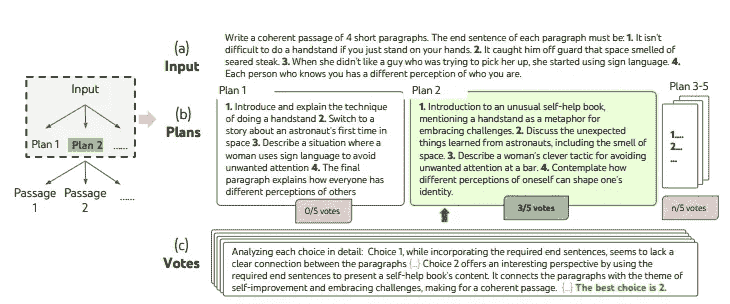 (a)
Input
Write a coherent passage of 4 short paragraphs. The end sentence of each paragraph must be: 1. It isn't
difficult to do a handstand if you just stand on your hands. 2. It caught him off guard that space smelled of
seared steak. 3. When she didn't like a guy who was trying to pick her up, she started using sign language. 4.
Each person who knows you has a different perception of who you are.
Input
Plan 1 Plan 2 ......
Passage
1
Passage
2
......
(b)
Plans
Plan 1
1. Introduce and explain the technique
of doing a handstand 2. Switch to a
story about an astronaut's first time in
space 3. Describe a situation where a
woman uses sign language to avoid
unwanted attention 4. The final
paragraph explains how everyone has
different perceptions of others
0/5 votes
Plan 2
1. Introduction to an unusual self-help book,
mentioning a handstand as a metaphor for
embracing challenges. 2. Discuss the unexpected
things learned from astronauts, including the smell of
space. 3. Describe a woman's clever tactic for avoiding
unwanted attention at a bar. 4. Contemplate how
different perceptions of oneself can shape one's
identity.
3/5 votes
Plan 3-5
1....
2...
...
n/5 votes
(c)
Votes
Analyzing each choice in detail: Choice 1, while incorporating the required end sentences, seems to lack a
clear connection between the paragraphs {...} Choice 2 offers an interesting perspective by using the
required end sentences to present a self-help book's content. It connects the paragraphs with the theme of
self-improvement and embracing challenges, making for a coherent passage. {...} The best choice is 2.